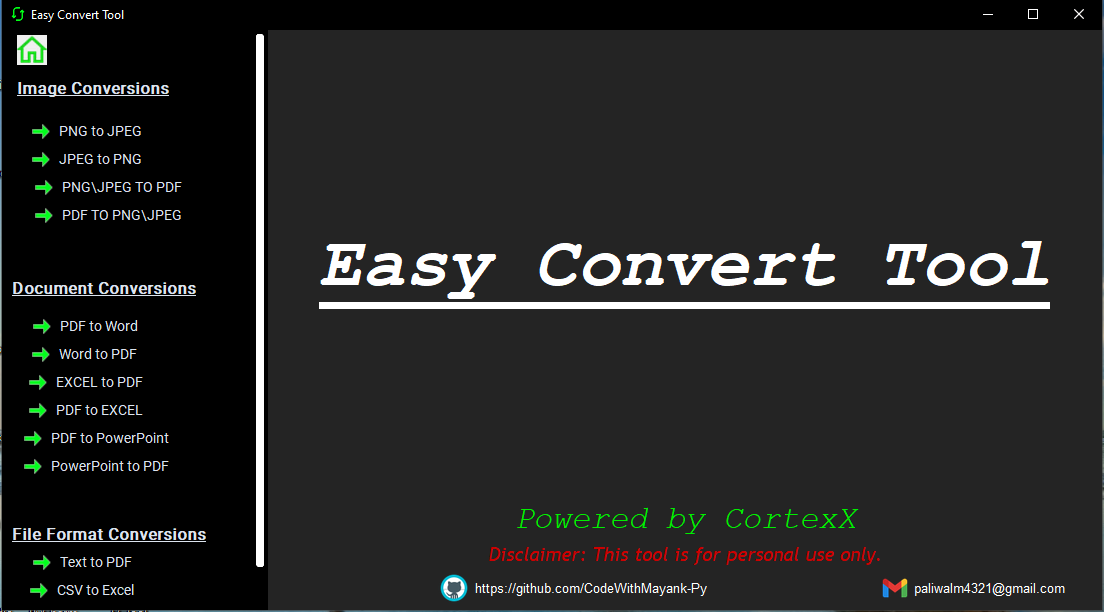 Easy Convert Tool
Image Conversions
PNG to JPEG
JPEG to PNG
PNG\JPEG TO PDF
PDF TO PNG\JPEG
Document Conversions
PDF to Word
Word to PDF
EXCEL to PDF
PDF to EXCEL
PDF to PowerPoint
PowerPoint to PDF
File Format Conversions
Text to PDF
CSV to Excel
Easy Convert Tool
Powered by CortexX
Disclaimer: This tool is for personal use only.
https://github.com/CodeWithMayank-Py
paliwalm4321@gmail.com